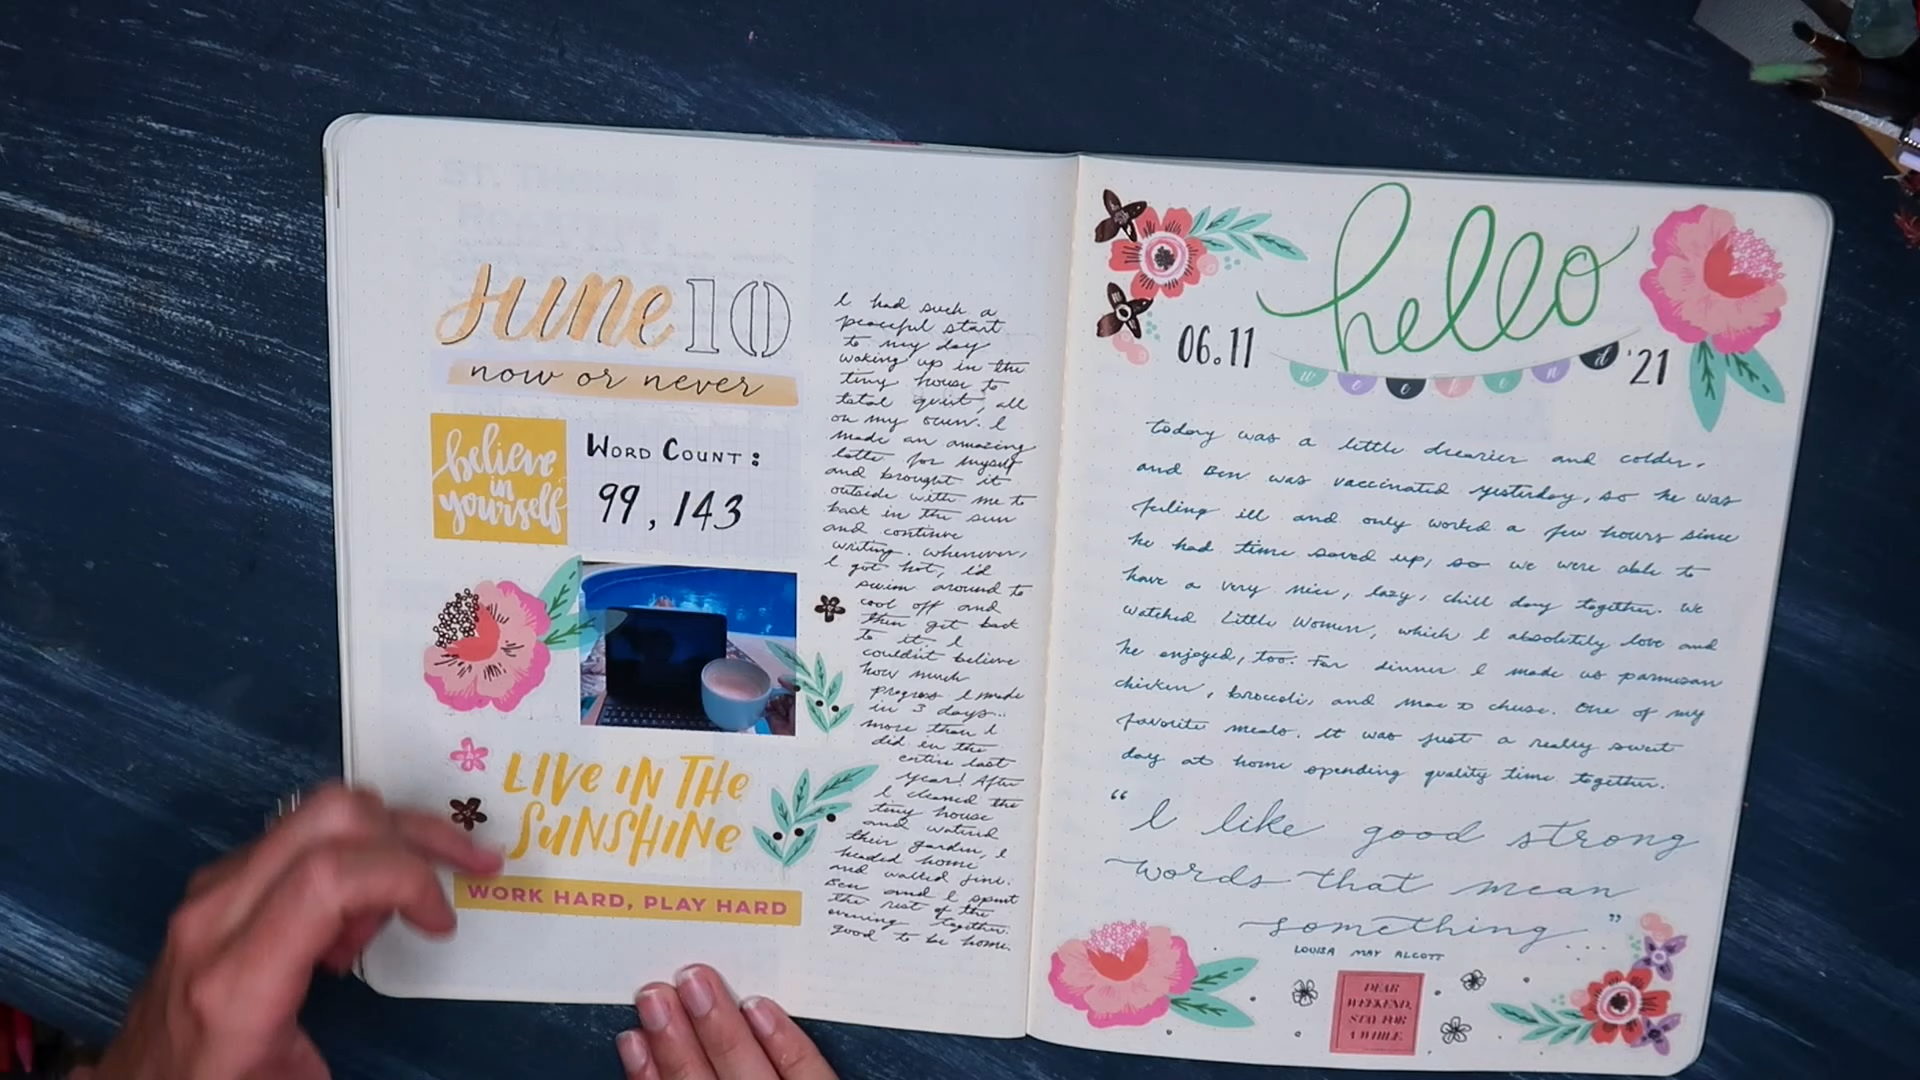 June 10
now or never
believe
in
yourself
WORD COUNT:
99,143
LIVE IN THE
SUNSHINE
WORK HARD, PLAY HARD
I had such a
peaceful start
to my day
waking up in the
tiny house to
total quiet, all
on my own. I
made an amazing
latte for myself
and brought it
outside with me to
bask in the sun
and continue
writing. whenever,
I got hot, I'd
swim around to
cool off and
then get back
to it. I
couldn't believe
how much
progress I made
in 3 days...
more than I
did in the
entire last
year! After
I cleaned the
tiny house
and watered
their garden, I
headed home
and walked
Ben and I spent
the rest of the
evening together.
good to be home.
hello
06.11
weekend
'21
today was a little drearier and colder,
and Ben was vaccinated yesterday, so he was
feeling ill and only worked a few hours since
he had time saved up, so we were able to
have a very nice, lazy, chill day together. We
watched Little Women, which I absolutely love and
he enjoyed, too. For dinner I made us parmesan
chicken, broccoli, and mac n cheese. One of my
favorite meals. It was just a really sweet
day at home spending quality time together.
"I like good strong
words that mean
something..."
LOUISA MAY ALCOTT
DEAR
WEEKEND,
STAY FOR
A WHILE.